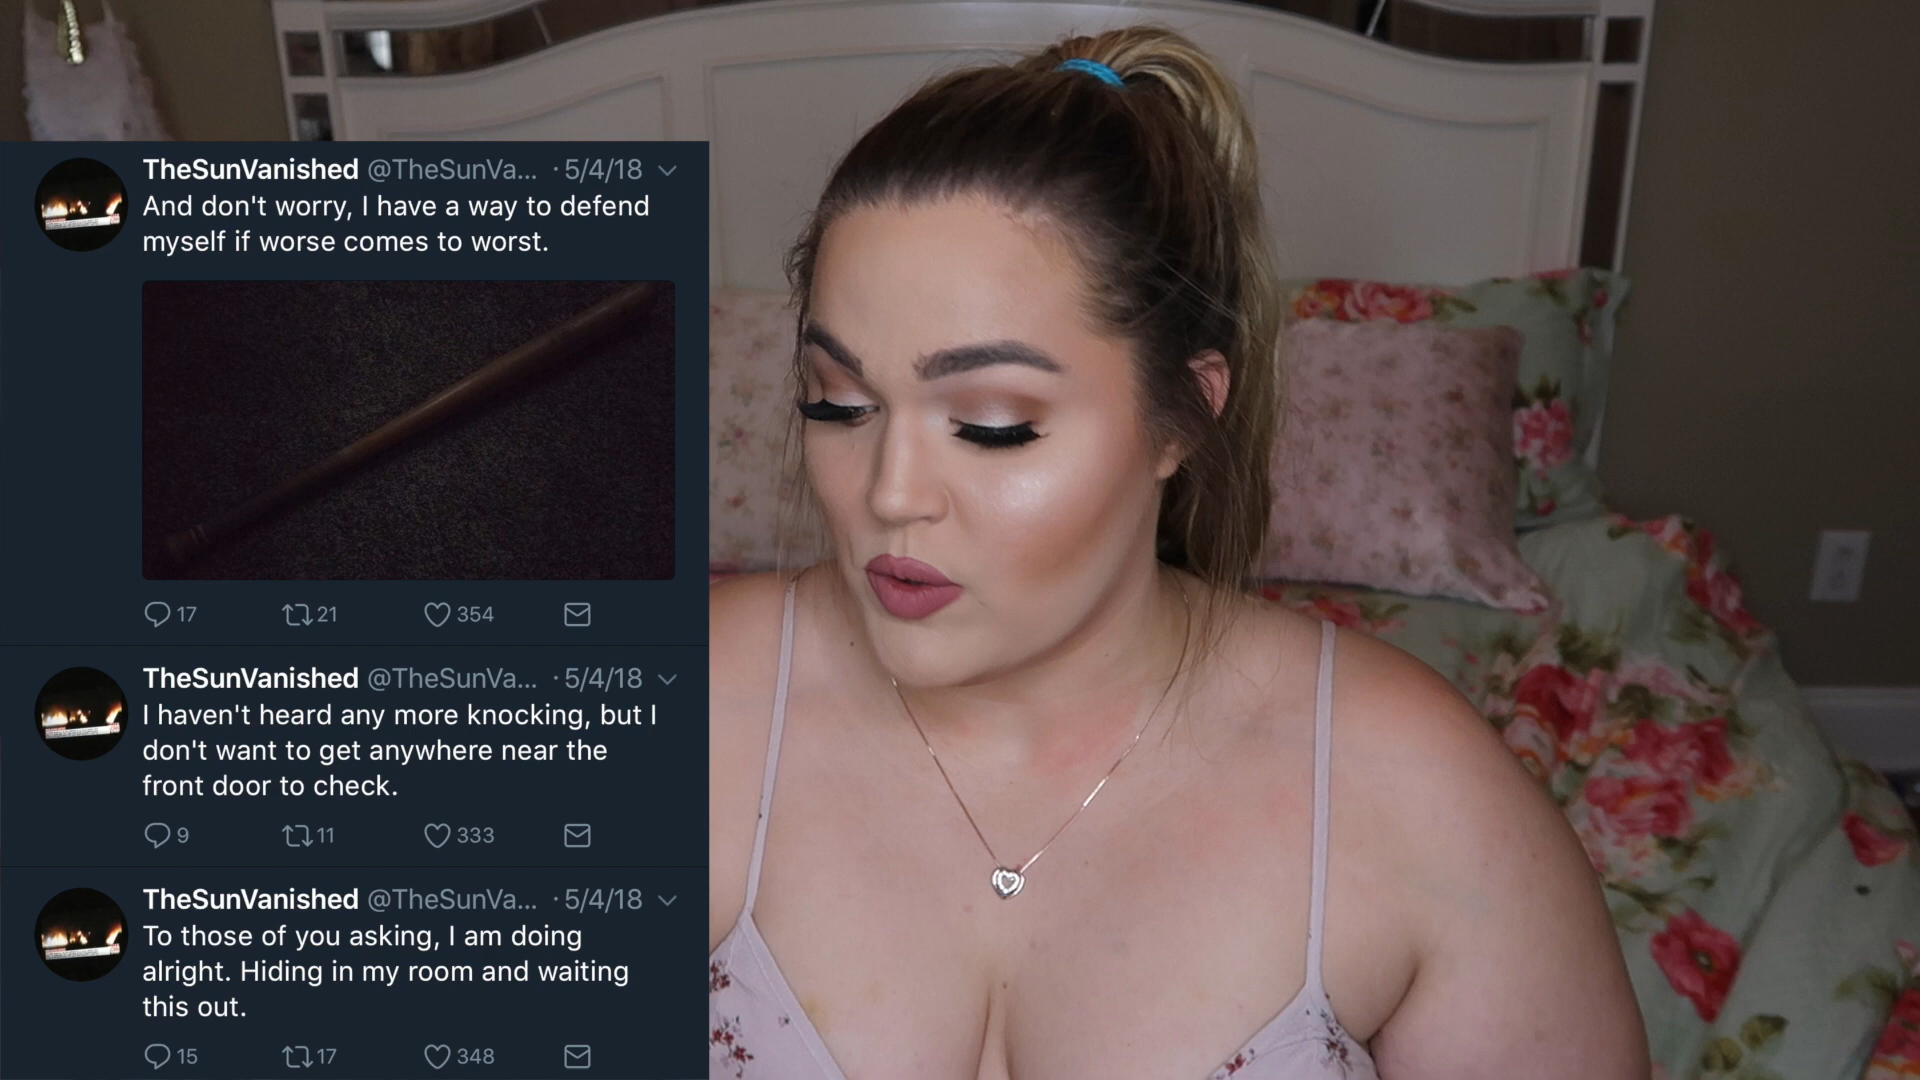 TheSunVanished @TheSunVa... · 5/4/18
And don't worry, I have a way to defend
myself if worse comes to worst.
17 21 354
TheSunVanished @TheSunVa... · 5/4/18
I haven't heard any more knocking, but I
don't want to get anywhere near the
front door to check.
9 11 333
TheSunVanished @TheSunVa... · 5/4/18
To those of you asking, I am doing
alright. Hiding in my room and waiting
this out.
15 17 348